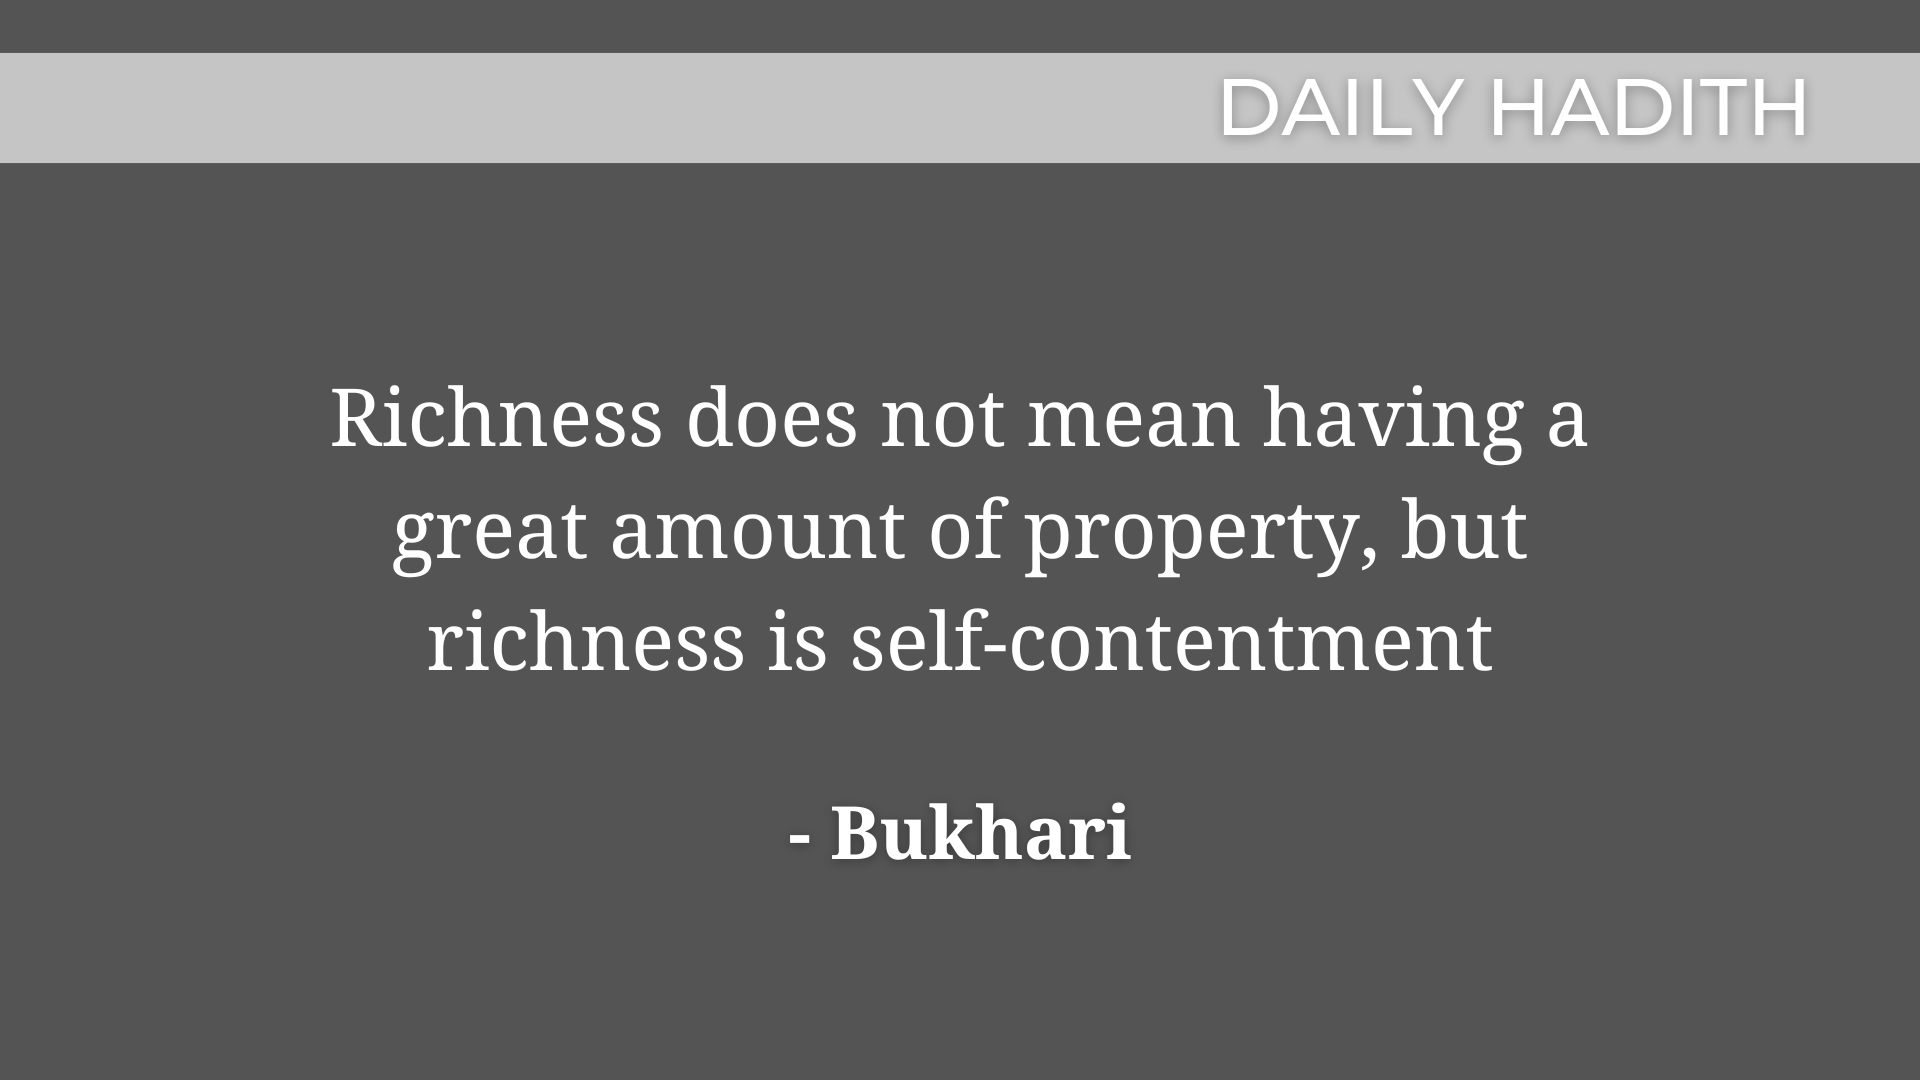 DAILY HADITH
Richness does not mean having a
great amount of property, but
richness is self-contentment
- Bukhari